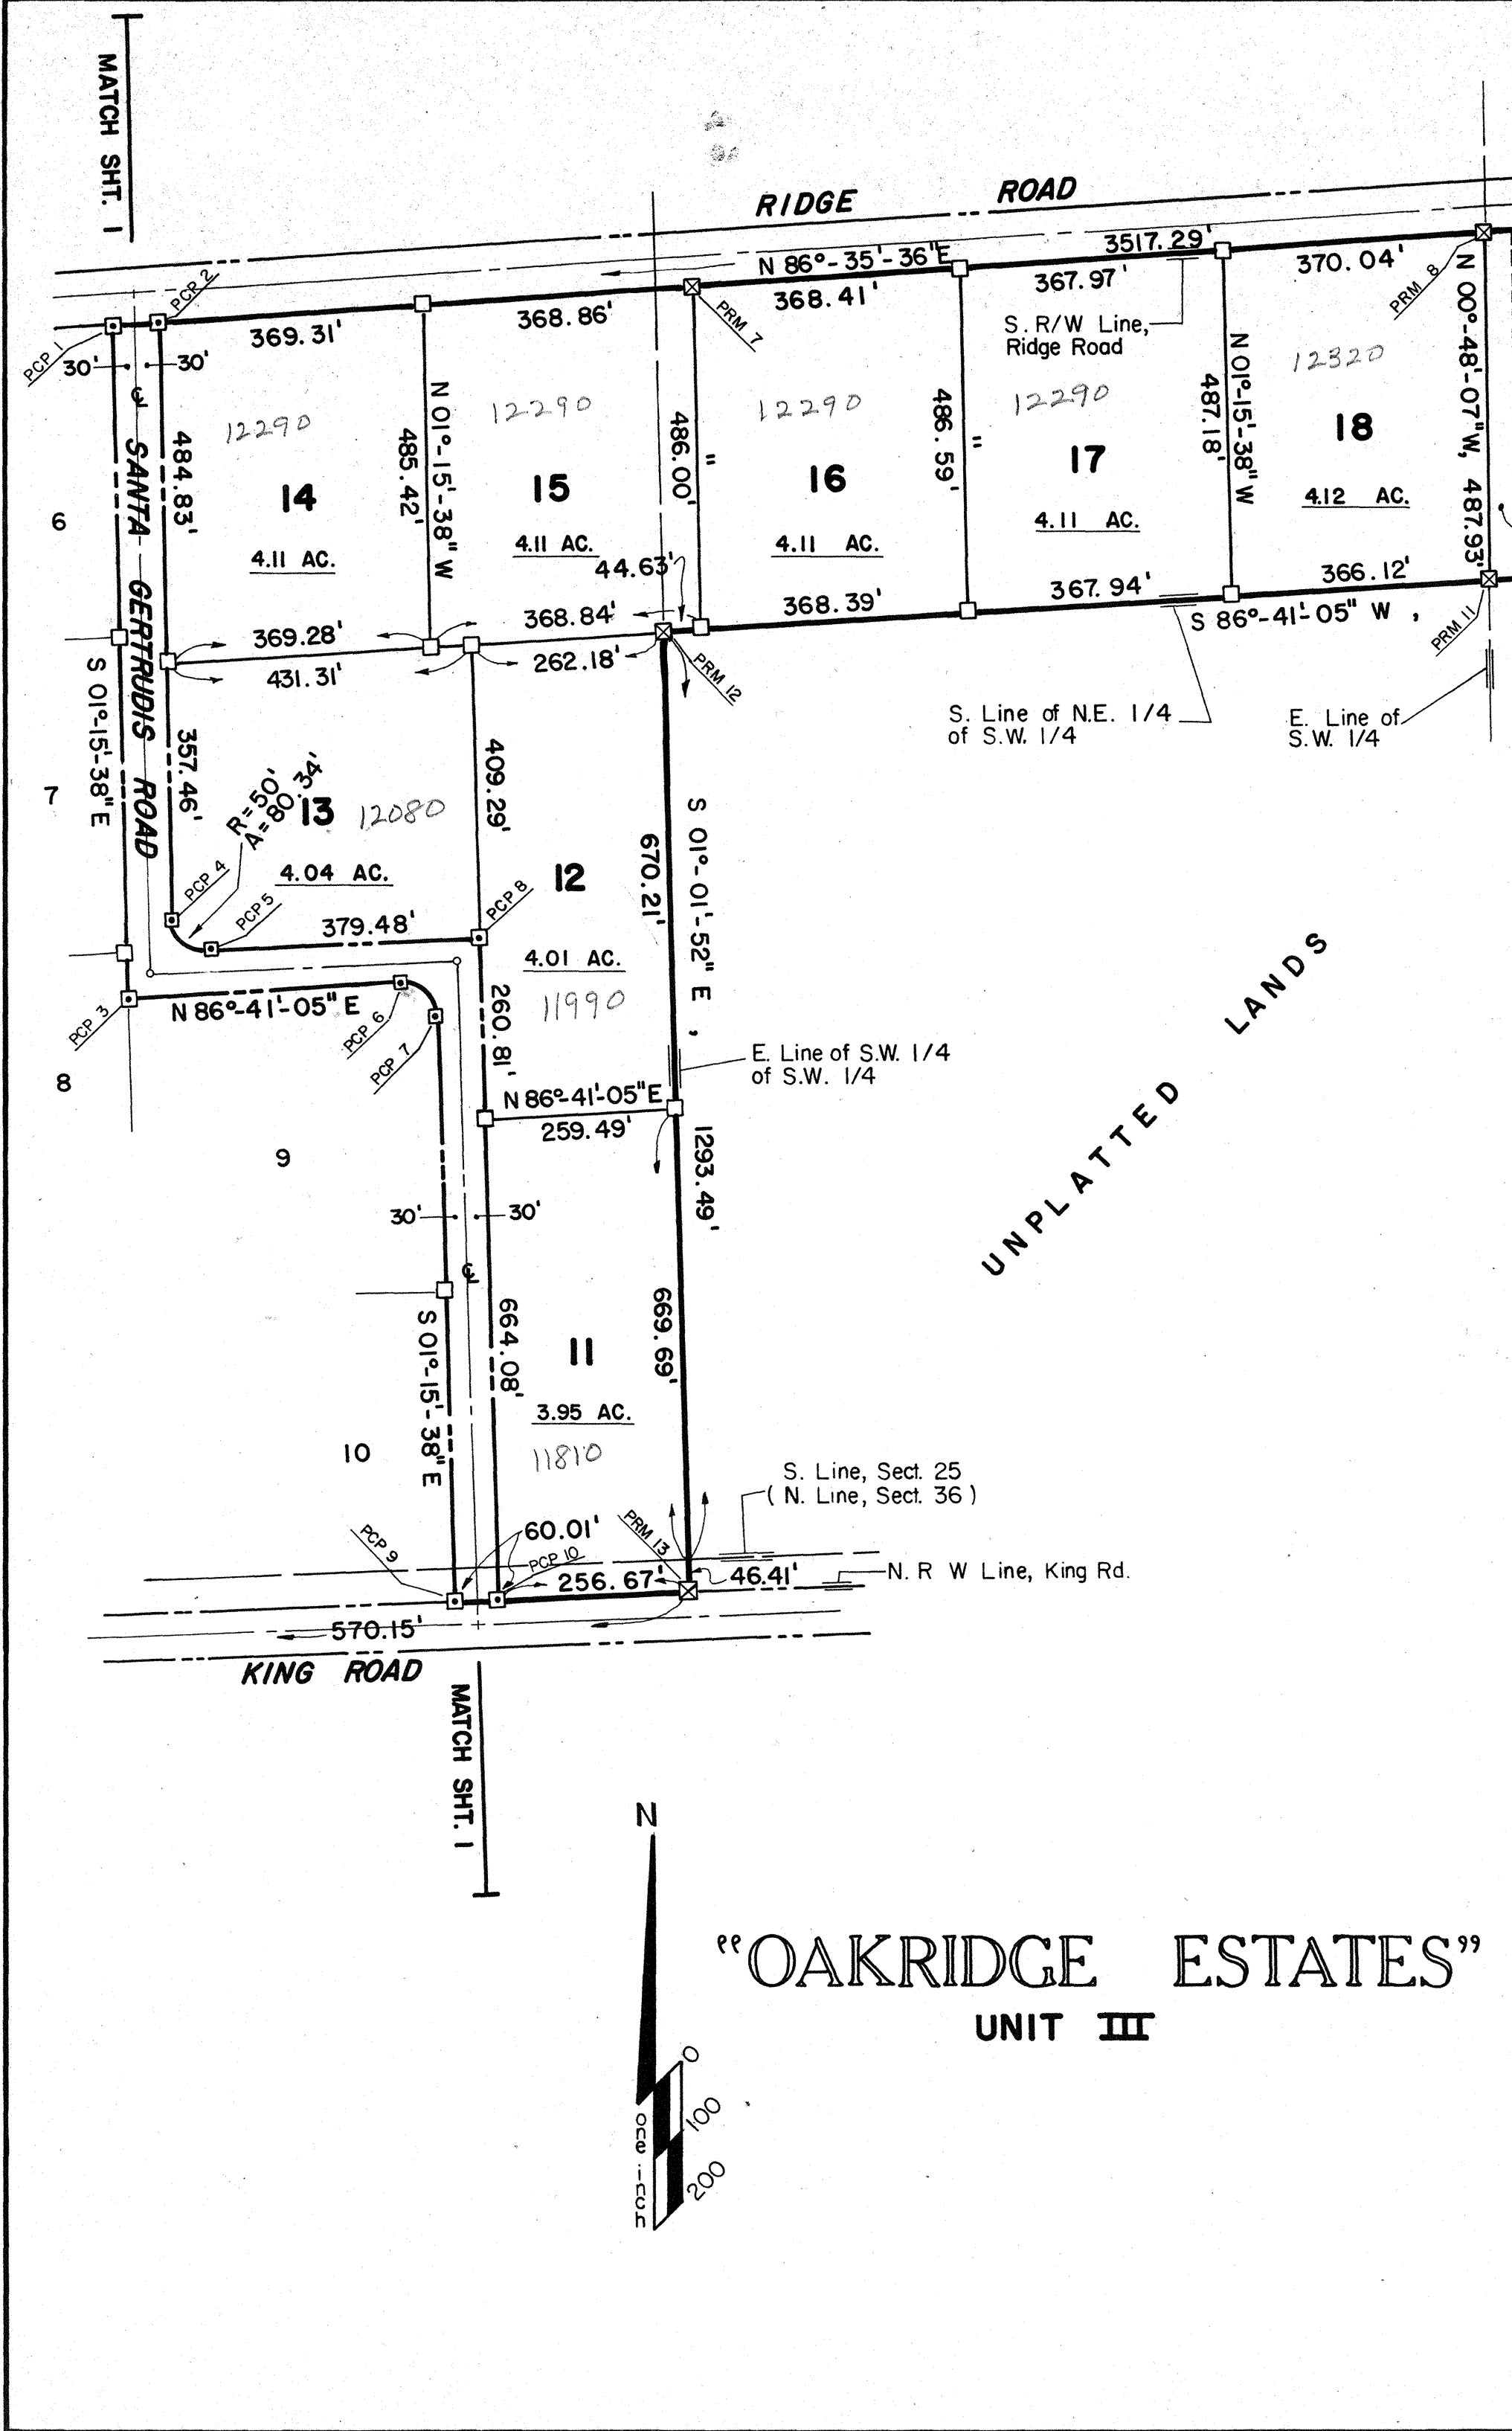 MATCH SHT. 1
RIDGE ROAD
N 86°-35'-36" E
3517.29'
PCP 1
PCP 2
369.31'
368.86'
368.41'
367.97'
370.04'
PRM 7
PRM 8
S. R/W Line,
Ridge Road
30'
30'
℄
SANTA GERTRUDIS ROAD
484.83'
12290
14
4.11 AC.
485.42'
N 01°-15'-38" W
12290
15
4.11 AC.
44.63'
486.00'
"
12290
16
4.11 AC.
486.59'
"
12290
17
4.11 AC.
487.18'
N 01°-15'-38" W
12320
18
4.12 AC.
N 00°-48'-07" W, 487.93'
6
369.28'
368.84'
368.39'
367.94'
366.12'
431.31'
262.18'
S 86°-41'-05" W ,
PRM 12
PRM 11
S. Line of N.E. 1/4
of S.W. 1/4
E. Line of
S.W. 1/4
S 01°-15'-38" E
7
357.46'
R=50'
A=80.34'
13
12080
4.04 AC.
PCP 4
PCP 5
379.48'
PCP 8
409.29'
12
4.01 AC.
11990
670.21'
S 01°-01'-52" E ,
1293.49'
UNPLATTED LANDS
PCP 3
N 86°-41'-05" E
PCP 6
PCP 7
260.81'
E. Line of S.W. 1/4
of S.W. 1/4
8
9
N 86°-41'-05" E
259.49'
30'
30'
℄
S 01°-15'-38" E
664.08'
11
3.95 AC.
11810
669.69'
10
S. Line, Sect. 25
( N. Line, Sect. 36 )
PCP 9
60.01'
PCP 10
PRM 13
256.67'
46.41'
N. R W Line, King Rd.
570.15'
KING ROAD
MATCH SHT. 1
N
0
100
200
one inch
"OAKRIDGE ESTATES"
UNIT III